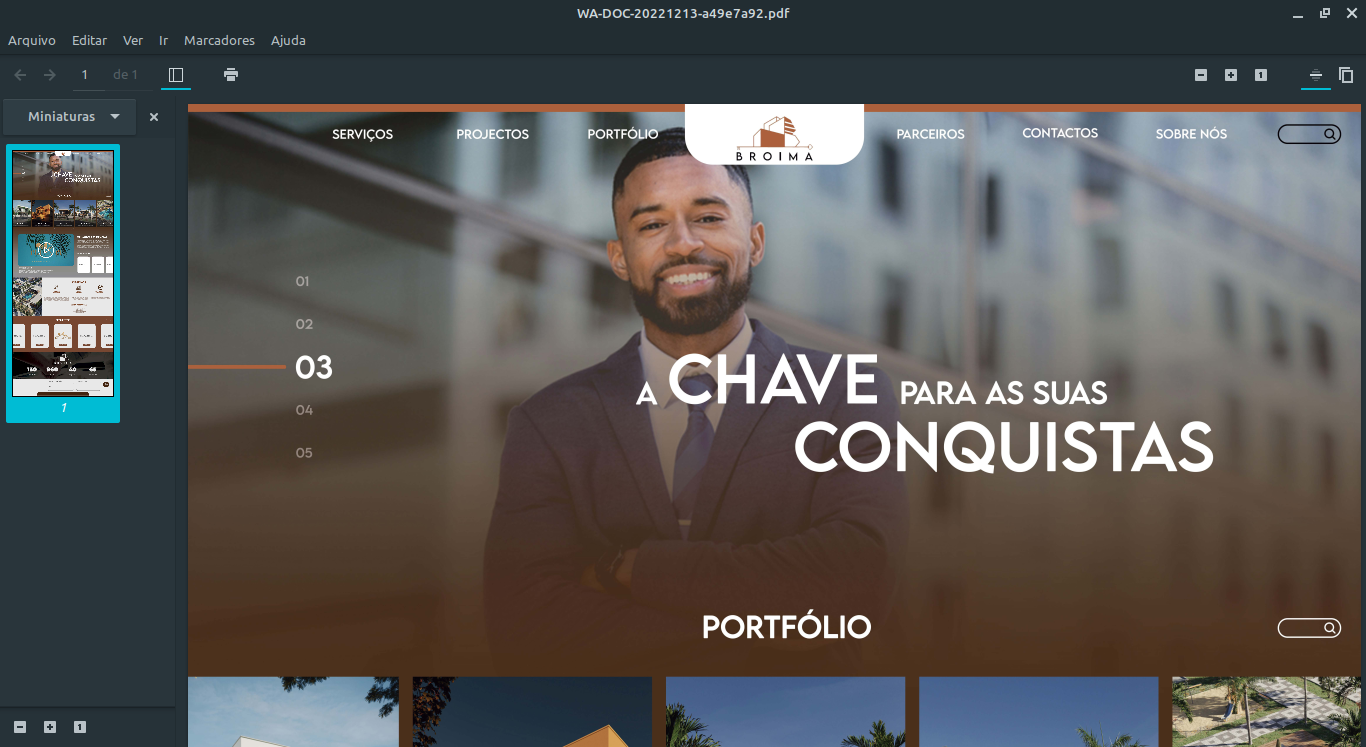 WA-DOC-20221213-a49e7a92.pdf
Arquivo Editar Ver Ir Marcadores Ajuda
1 de 1
Miniaturas
1
SERVIÇOS PROJECTOS PORTFÓLIO BROIMA PARCEIROS CONTACTOS SOBRE NÓS
01
02
03
04
05
A CHAVE PARA AS SUAS
CONQUISTAS
PORTFÓLIO